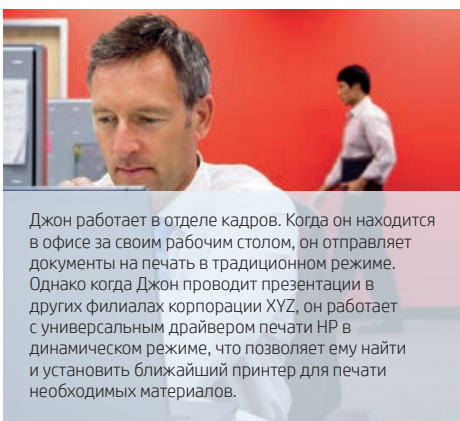 Джон работает в отделе кадров. Когда он находится
в офисе за своим рабочим столом, он отправляет
документы на печать в традиционном режиме.
Однако когда Джон проводит презентации в
других филиалах корпорации XYZ, он работает
с универсальным драйвером печати HP в
динамическом режиме, что позволяет ему найти
и установить ближайший принтер для печати
необходимых материалов.